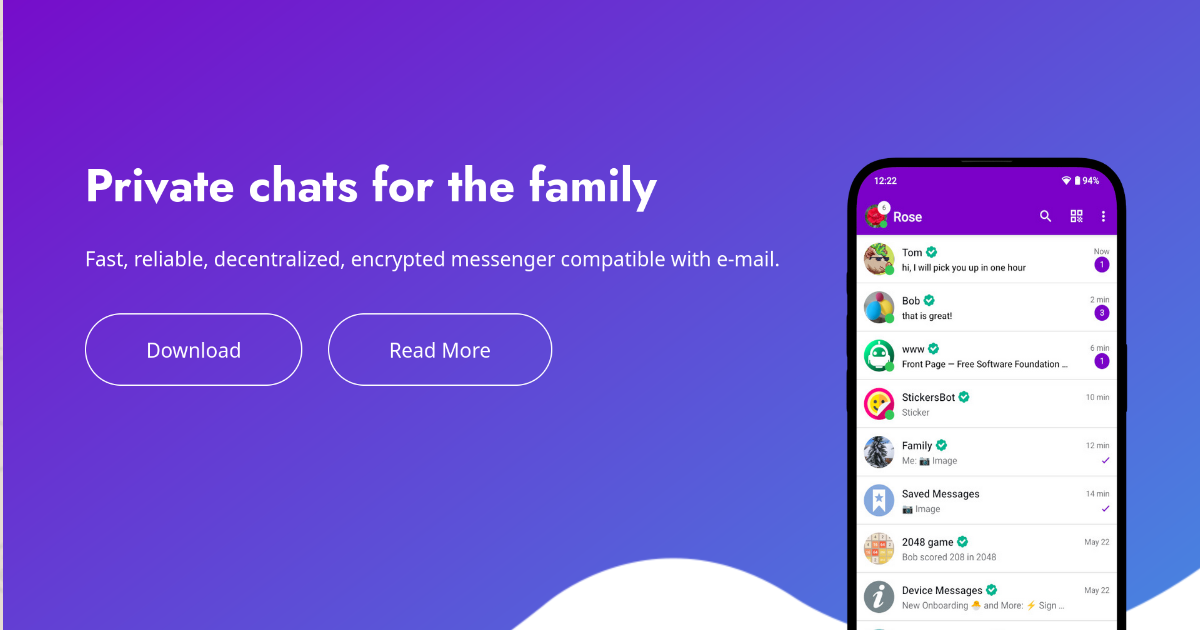 Private chats for the family
Fast, reliable, decentralized, encrypted messenger compatible with e-mail.
Download
Read More
12:22
94%
6
Rose
Tom
Now
hi, I will pick you up in one hour
1
Bob
2 min
that is great!
3
www
6 min
Front Page — Free Software Foundation ...
1
StickersBot
10 min
Sticker
Family
12 min
Me: 📷 Image
Saved Messages
14 min
📷 Image
2048 game
May 22
Bob scored 208 in 2048
Device Messages
May 22
New Onboarding 🐣 and More: ⚡ Sign ...